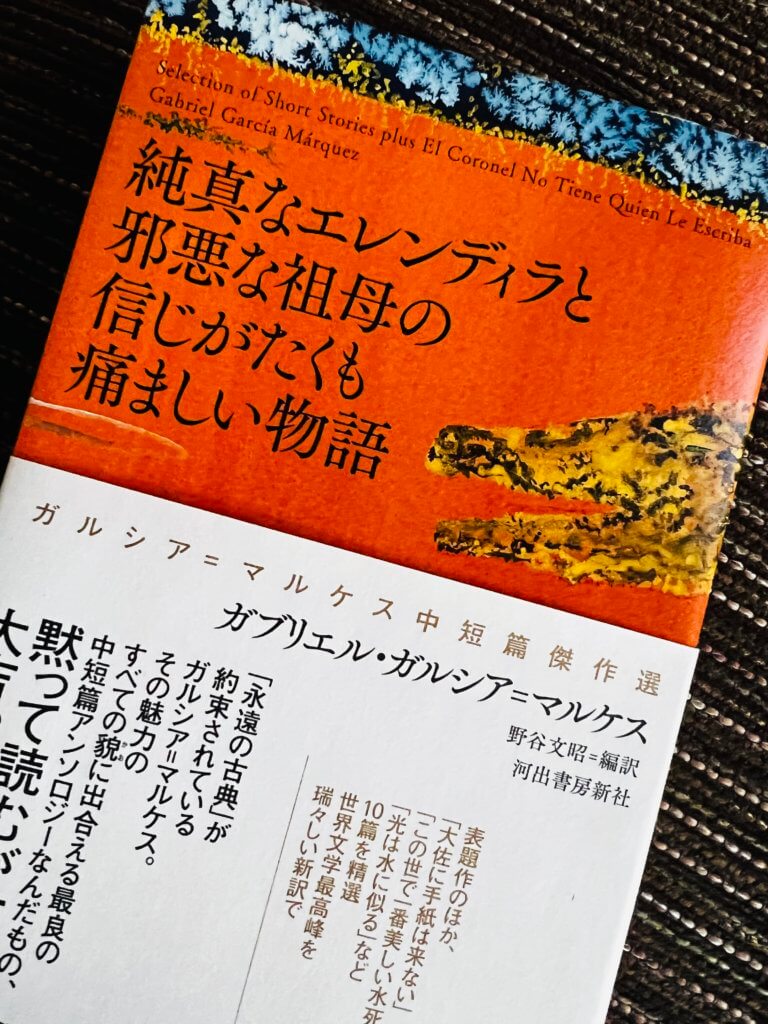 Selection of Short Stories plus El Coronel No Tiene Quien Le Escriba
Gabriel García Márquez
純真なエレンディラと
邪悪な祖母の
信じがたくも
痛ましい物語
ガルシア=マルケス中短篇傑作選
ガブリエル・ガルシア=マルケス
野谷文昭=編訳
河出書房新社
表題作のほか、
「大佐に手紙は来ない」
「この世で一番美しい水死
「光は水に似る」など
10篇を精選
世界文学最高峰を
瑞々しい新訳で
「永遠の古典」が
約束されている
ガルシア=マルケス。
その魅力の
すべての貌に出合える最良の
中短篇アンソロジーなんだもの、
黙って読むが